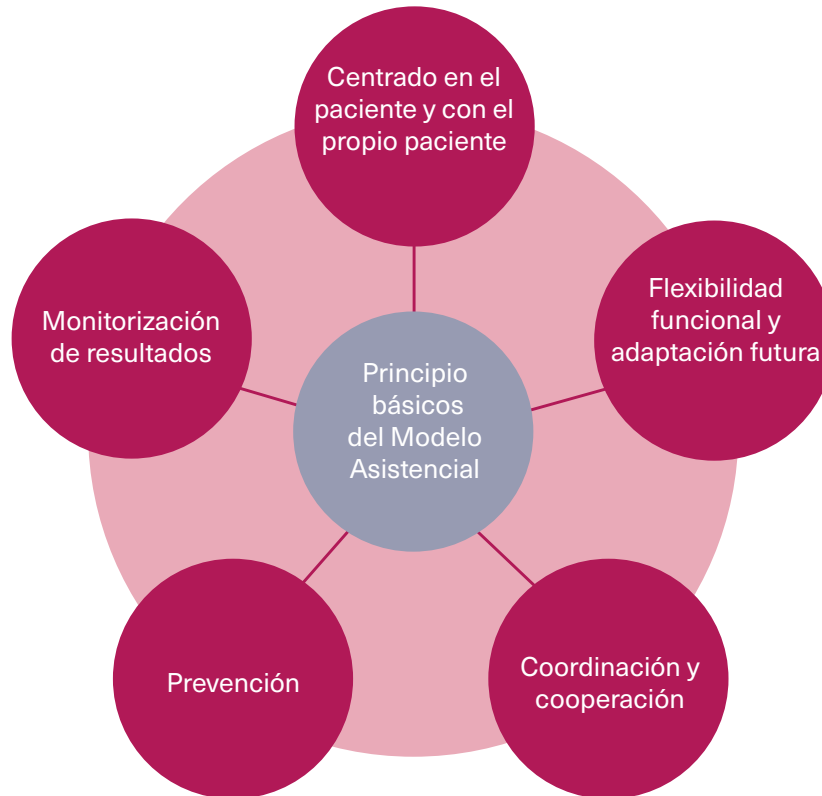 Centrado en el
paciente y con el
propio paciente
Flexibilidad
funcional y
adaptación futura
Monitorización
de resultados
Principio
básicos
del Modelo
Asistencial
Coordinación y
cooperación
Prevención